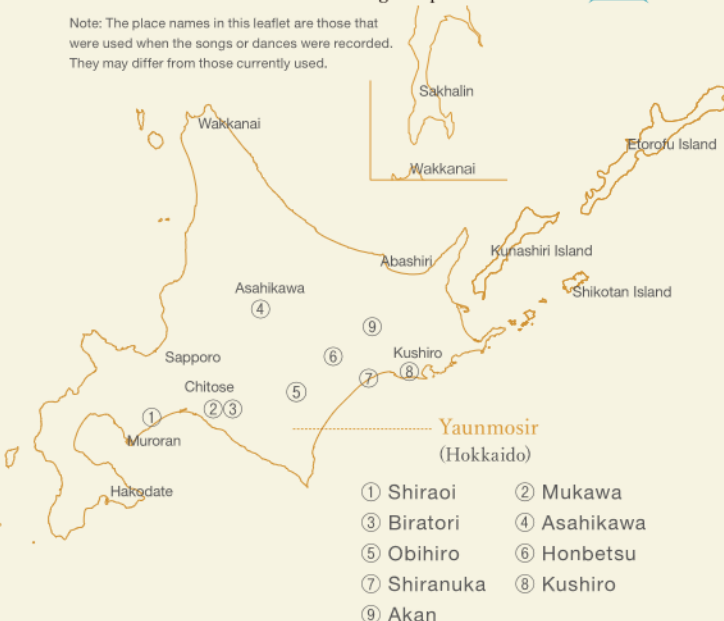 Note: The place names in this leaflet are those that
were used when the songs or dances were recorded.
They may differ from those currently used.
Sakhalin
Wakkanai
Wakkanai
Etorofu Island
Kunashiri Island
Abashiri
Shikotan Island
Asahikawa
④
⑨
Sapporo
⑥
Kushiro
⑦
⑧
Chitose
⑤
①
②③
Muroran
Yaunmosir
(Hokkaido)
Hakodate
① Shiraoi
② Mukawa
③ Biratori
④ Asahikawa
⑤ Obihiro
⑥ Honbetsu
⑦ Shiranuka
⑧ Kushiro
⑨ Akan